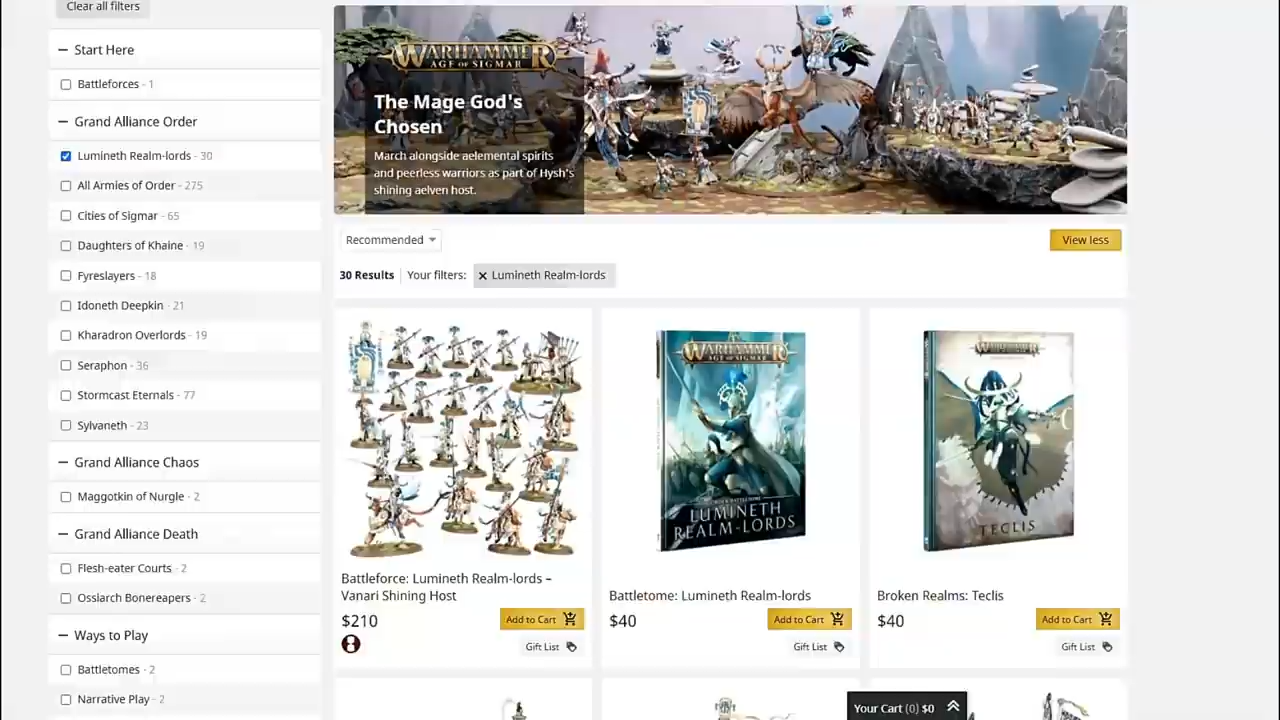 Clear all filters
Start Here
Battleforces - 1
Grand Alliance Order
Lumineth Realm-lords - 30
All Armies of Order - 275
Cities of Sigmar - 65
Daughters of Khaine - 19
Fyreslayers - 18
Idoneth Deepkin - 21
Kharadron Overlords - 19
Seraphon - 36
Stormcast Eternals - 77
Sylvaneth - 23
Grand Alliance Chaos
Maggotkin of Nurgle - 2
Grand Alliance Death
Flesh-eater Courts - 2
Ossiarch Bonereapers - 2
Ways to Play
Battletomes - 2
Narrative Play - 2
WARHAMMER
AGE OF SIGMAR
The Mage God's
Chosen
March alongside aelemental spirits
and peerless warriors as part of Hysh's
shining aelven host.
Recommended
View less
30 Results
Your filters:
Lumineth Realm-lords
Battleforce: Lumineth Realm-lords –
Vanari Shining Host
$210
Add to Cart
Gift List
WARHAMMER
AGE OF SIGMAR
LUMINETH
REALM-LORDS
Battletome: Lumineth Realm-lords
$40
Add to Cart
Gift List
WARHAMMER
TECLIS
Broken Realms: Teclis
$40
Add to Cart
Gift List
Your Cart (0) $0